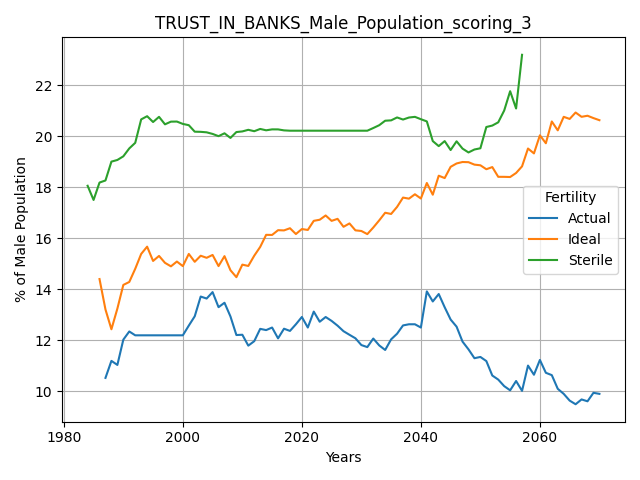 TRUST_IN_BANKS_Male_Population_scoring_3
% of Male Population
22
20
18
16
14
12
10
Fertility
Actual
Ideal
Sterile
1980
2000
2020
2040
2060
Years